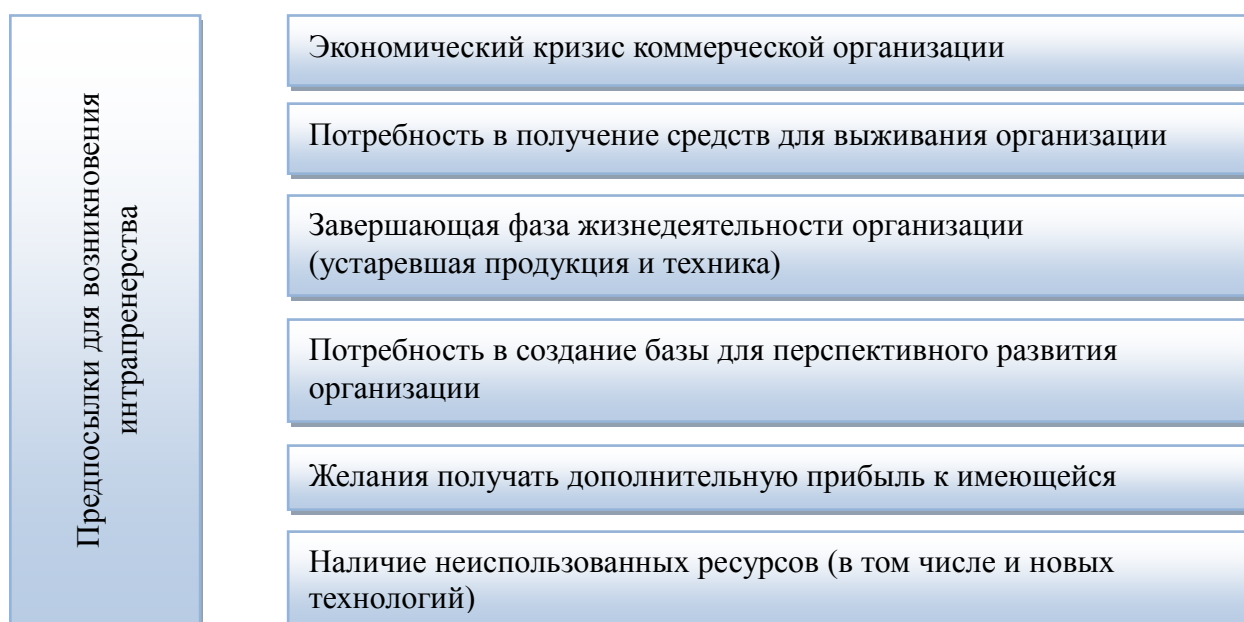 Предпосылки для возникновения
интрапренерства
Экономический кризис коммерческой организации
Потребность в получение средств для выживания организации
Завершающая фаза жизнедеятельности организации
(устаревшая продукция и техника)
Потребность в создание базы для перспективного развития
организации
Желания получать дополнительную прибыль к имеющейся
Наличие неиспользованных ресурсов (в том числе и новых
технологий)